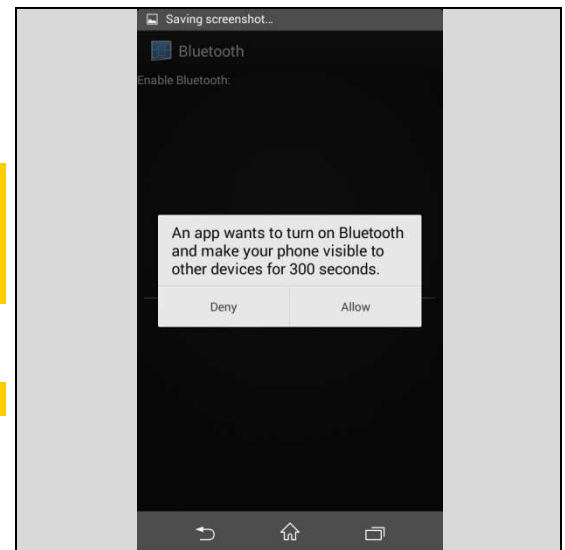 Saving screenshot...
Bluetooth
Enable Bluetooth:
An app wants to turn on Bluetooth
and make your phone visible to
other devices for 300 seconds.
Deny Allow